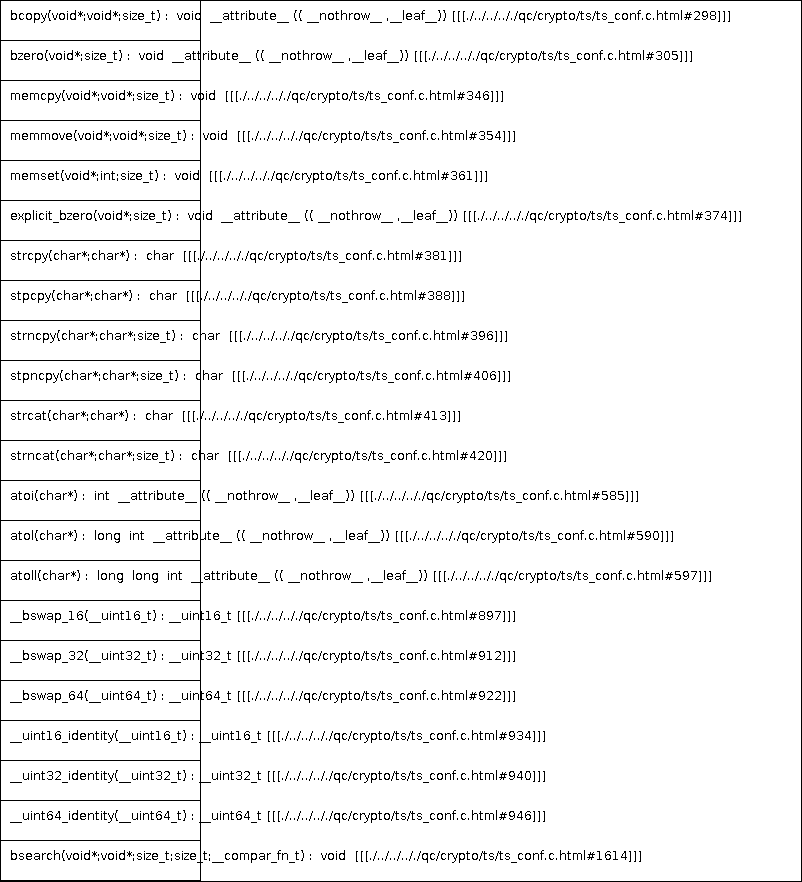 bcopy(void*;void*;size_t) : void __attribute__ (( __nothrow__ ,__leaf__)) [[[./../../../qc/crypto/ts/ts_conf.c.html#298]]]
bzero(void*;size_t) : void __attribute__ (( __nothrow__ ,__leaf__)) [[[./../../../qc/crypto/ts/ts_conf.c.html#305]]]
memcpy(void*;void*;size_t) : void [[[./../../../qc/crypto/ts/ts_conf.c.html#346]]]
memmove(void*;void*;size_t) : void [[[./../../../qc/crypto/ts/ts_conf.c.html#354]]]
memset(void*;int;size_t) : void [[[./../../../qc/crypto/ts/ts_conf.c.html#361]]]
explicit_bzero(void*;size_t) : void __attribute__ (( __nothrow__ ,__leaf__)) [[[./../../../qc/crypto/ts/ts_conf.c.html#374]]]
strcpy(char*;char*) : char [[[./../../../qc/crypto/ts/ts_conf.c.html#381]]]
stpcpy(char*;char*) : char [[[./../../../qc/crypto/ts/ts_conf.c.html#388]]]
strncpy(char*;char*;size_t) : char [[[./../../../qc/crypto/ts/ts_conf.c.html#396]]]
stpncpy(char*;char*;size_t) : char [[[./../../../qc/crypto/ts/ts_conf.c.html#406]]]
strcat(char*;char*) : char [[[./../../../qc/crypto/ts/ts_conf.c.html#413]]]
strncat(char*;char*;size_t) : char [[[./../../../qc/crypto/ts/ts_conf.c.html#420]]]
atoi(char*) : int __attribute__ (( __nothrow__ ,__leaf__)) [[[./../../../qc/crypto/ts/ts_conf.c.html#585]]]
atol(char*) : long int __attribute__ (( __nothrow__ ,__leaf__)) [[[./../../../qc/crypto/ts/ts_conf.c.html#590]]]
atoll(char*) : long long int __attribute__ (( __nothrow__ ,__leaf__)) [[[./../../../qc/crypto/ts/ts_conf.c.html#597]]]
__bswap_16(__uint16_t) : __uint16_t [[[./../../../qc/crypto/ts/ts_conf.c.html#897]]]
__bswap_32(__uint32_t) : __uint32_t [[[./../../../qc/crypto/ts/ts_conf.c.html#912]]]
__bswap_64(__uint64_t) : __uint64_t [[[./../../../qc/crypto/ts/ts_conf.c.html#922]]]
__uint16_identity(__uint16_t) : __uint16_t [[[./../../../qc/crypto/ts/ts_conf.c.html#934]]]
__uint32_identity(__uint32_t) : __uint32_t [[[./../../../qc/crypto/ts/ts_conf.c.html#940]]]
__uint64_identity(__uint64_t) : __uint64_t [[[./../../../qc/crypto/ts/ts_conf.c.html#946]]]
bsearch(void*;void*;size_t;size_t;__compar_fn_t) : void [[[./../../../qc/crypto/ts/ts_conf.c.html#1614]]]